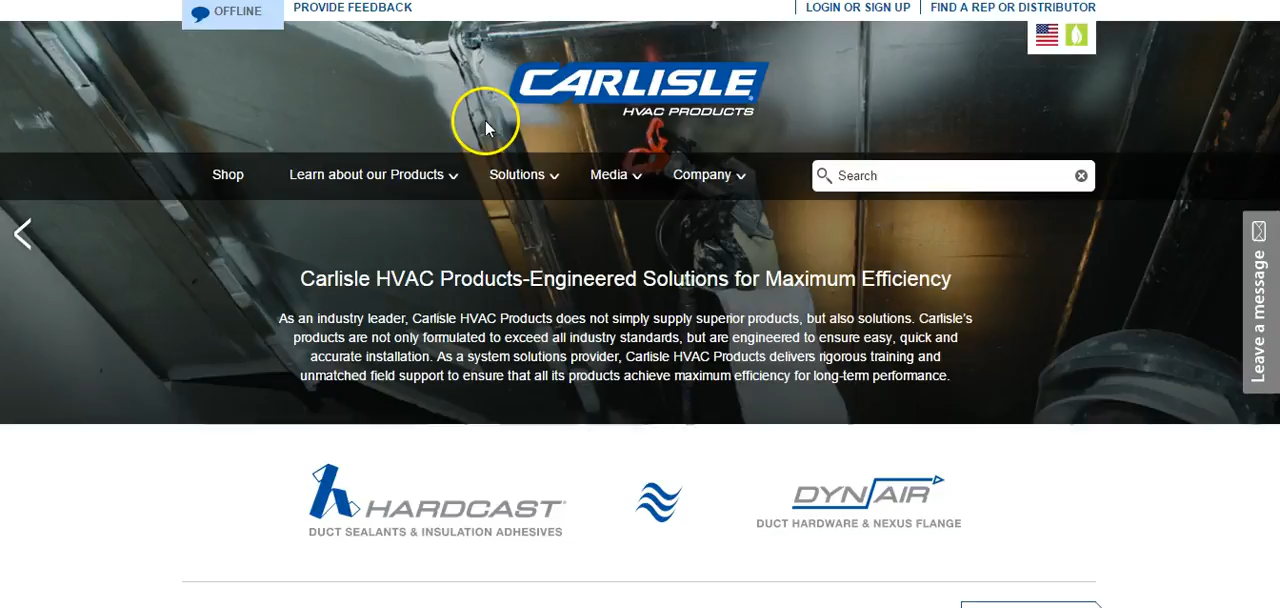 OFFLINE
PROVIDE FEEDBACK
LOGIN OR SIGN UP
FIND A REP OR DISTRIBUTOR
CARLISLE
HVAC PRODUCTS
Shop
Learn about our Products
Solutions
Media
Company
Search
Leave a message
Carlisle HVAC Products-Engineered Solutions for Maximum Efficiency
As an industry leader, Carlisle HVAC Products does not simply supply superior products, but also solutions. Carlisle's
products are not only formulated to exceed all industry standards, but are engineered to ensure easy, quick and
accurate installation. As a system solutions provider, Carlisle HVAC Products delivers rigorous training and
unmatched field support to ensure that all its products achieve maximum efficiency for long-term performance.
HARDCAST
DUCT SEALANTS & INSULATION ADHESIVES
DYNAIR
DUCT HARDWARE & NEXUS FLANGE